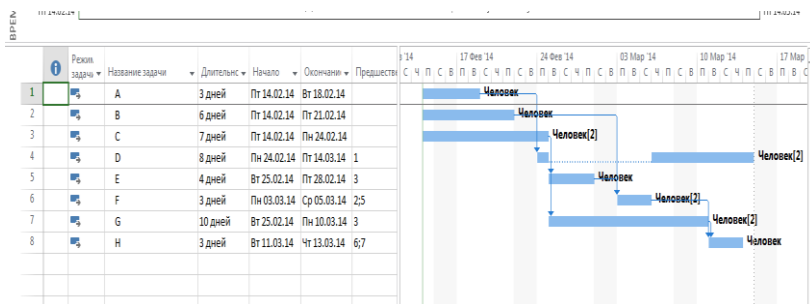 ВРЕМ
Пт 14.02.14
Пт 14.03.14
Режим задачи Название задачи Длительнс Начало Окончани Предшестве
'14 17 Фев '14 24 Фев '14 03 Мар '14 10 Мар '14 17 Мар
С Ч П С В П В С Ч П С В П В С Ч П С В П В С Ч П С В П В С Ч П С В П В С
1 A 3 дней Пт 14.02.14 Вт 18.02.14 Человек
2 B 6 дней Пт 14.02.14 Пт 21.02.14 Человек
3 C 7 дней Пт 14.02.14 Пн 24.02.14 Человек[2]
4 D 8 дней Пн 24.02.14 Пт 14.03.14 1 Человек[2]
5 E 4 дней Вт 25.02.14 Пт 28.02.14 3 Человек
6 F 3 дней Пн 03.03.14 Ср 05.03.14 2;5 Человек[2]
7 G 10 дней Вт 25.02.14 Пн 10.03.14 3 Человек[2]
8 H 3 дней Вт 11.03.14 Чт 13.03.14 6;7 Человек